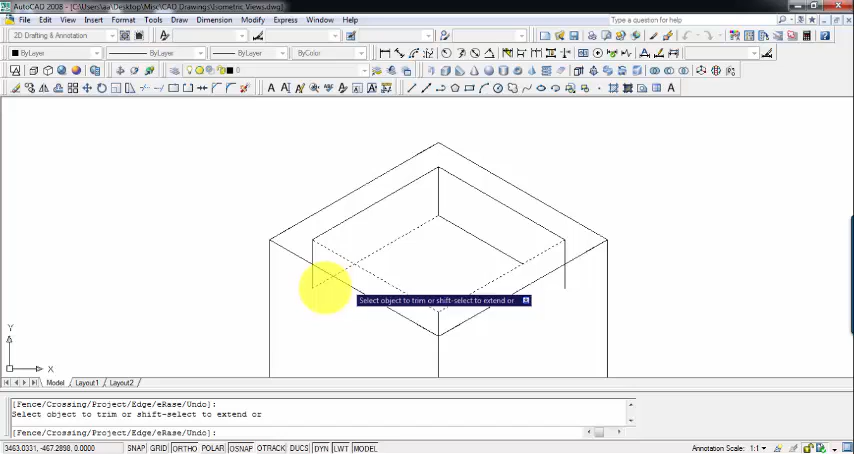 AutoCAD 2008 - [C:\Users\aa\Desktop\Misc\CAD Drawings\Isometric Views.dwg]
File Edit View Insert Format Tools Draw Dimension Modify Express Window Help
Type a question for help
2D Drafting & Annotation
ByLayer ByLayer ByLayer ByColor
0
Select object to trim or shift-select to extend or
Y
X
Model Layout1 Layout2
[Fence/Crossing/Project/Edge/eRase/Undo]:
Select object to trim or shift-select to extend or
[Fence/Crossing/Project/Edge/eRase/Undo]:
3463.0331, -467.2898, 0.0000 SNAP GRID ORTHO POLAR OSNAP OTRACK DUCS DYN LWT MODEL Annotation Scale: 1:1